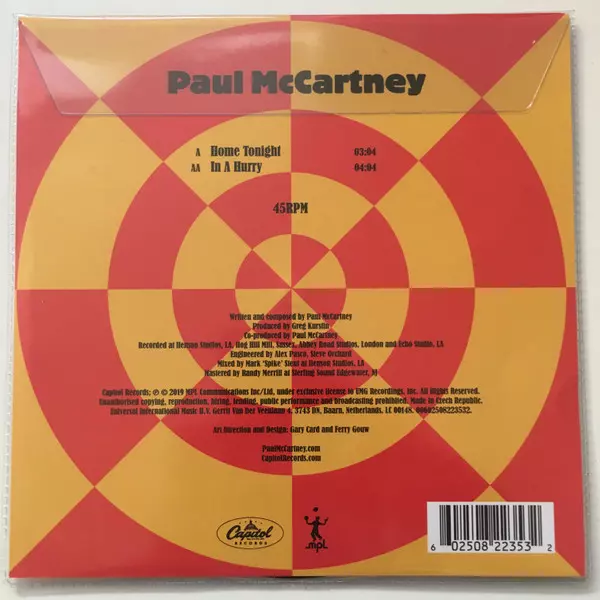 Paul McCartney
A Home Tonight 03:04
AA In A Hurry 04:04
45RPM
Written and composed by Paul McCartney
Produced by Greg Kurstin
Co-produced by Paul McCartney
Recorded at Henson Studios, LA, Hog Hill Mill, Sussex, Abbey Road Studios, London and Echo Studio, LA
Engineered by Alex Pasco, Steve Orchard
Mixed by Mark 'Spike' Stent at Henson Studios, LA
Mastered by Randy Merrill at Sterling Sound Edgewater, NJ
Capitol Records; ℗ © 2019 MPL Communications Inc/Ltd, under exclusive license to UMG Recordings, Inc. All Rights Reserved.
Unauthorised copying, reproduction, hiring, lending, public performance and broadcasting prohibited. Made in Czech Republic.
Universal International Music B.V. Gerrit Van Der Veenlaan 4, 3743 DN, Baarn, Netherlands. LC 00148. 00602508223532.
Art Direction and Design: Gary Card and Ferry Gouw
PaulMcCartney.com
CapitolRecords.com
Capitol
RECORDS
mpl
6 02508 22353 2